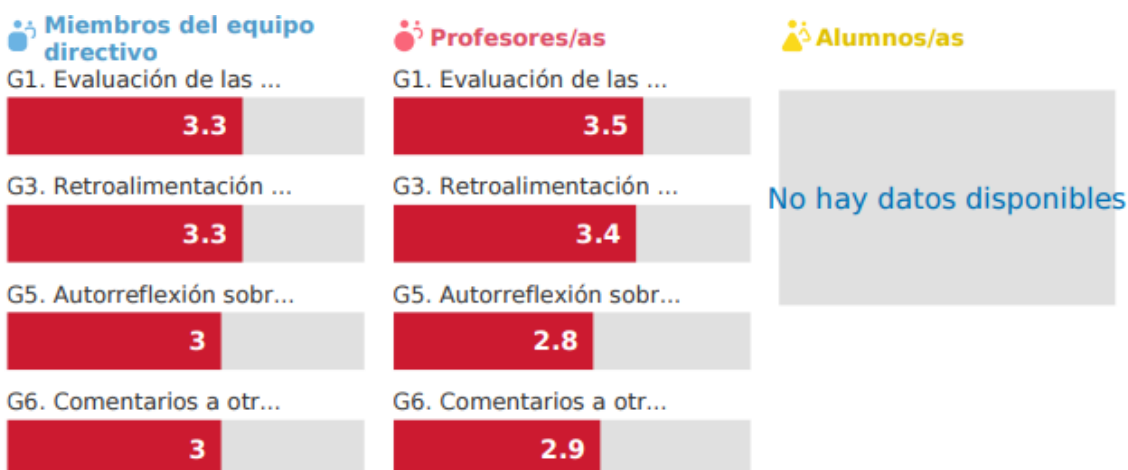 Miembros del equipo
directivo
G1. Evaluación de las ...
3.3
G3. Retroalimentación ...
3.3
G5. Autorreflexión sobr...
3
G6. Comentarios a otr...
3
Profesores/as
G1. Evaluación de las ...
3.5
G3. Retroalimentación ...
3.4
G5. Autorreflexión sobr...
2.8
G6. Comentarios a otr...
2.9
Alumnos/as
No hay datos disponibles